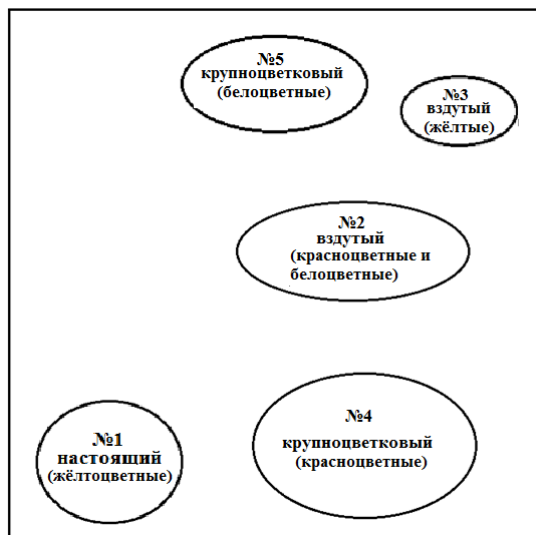 №5
крупноцветковый
(белоцветные)
№3
вздутый
(жёлтые)
№2
вздутый
(красноцветные и
белоцветные)
№4
крупноцветковый
(красноцветные)
№1
настоящий
(жёлтоцветные)